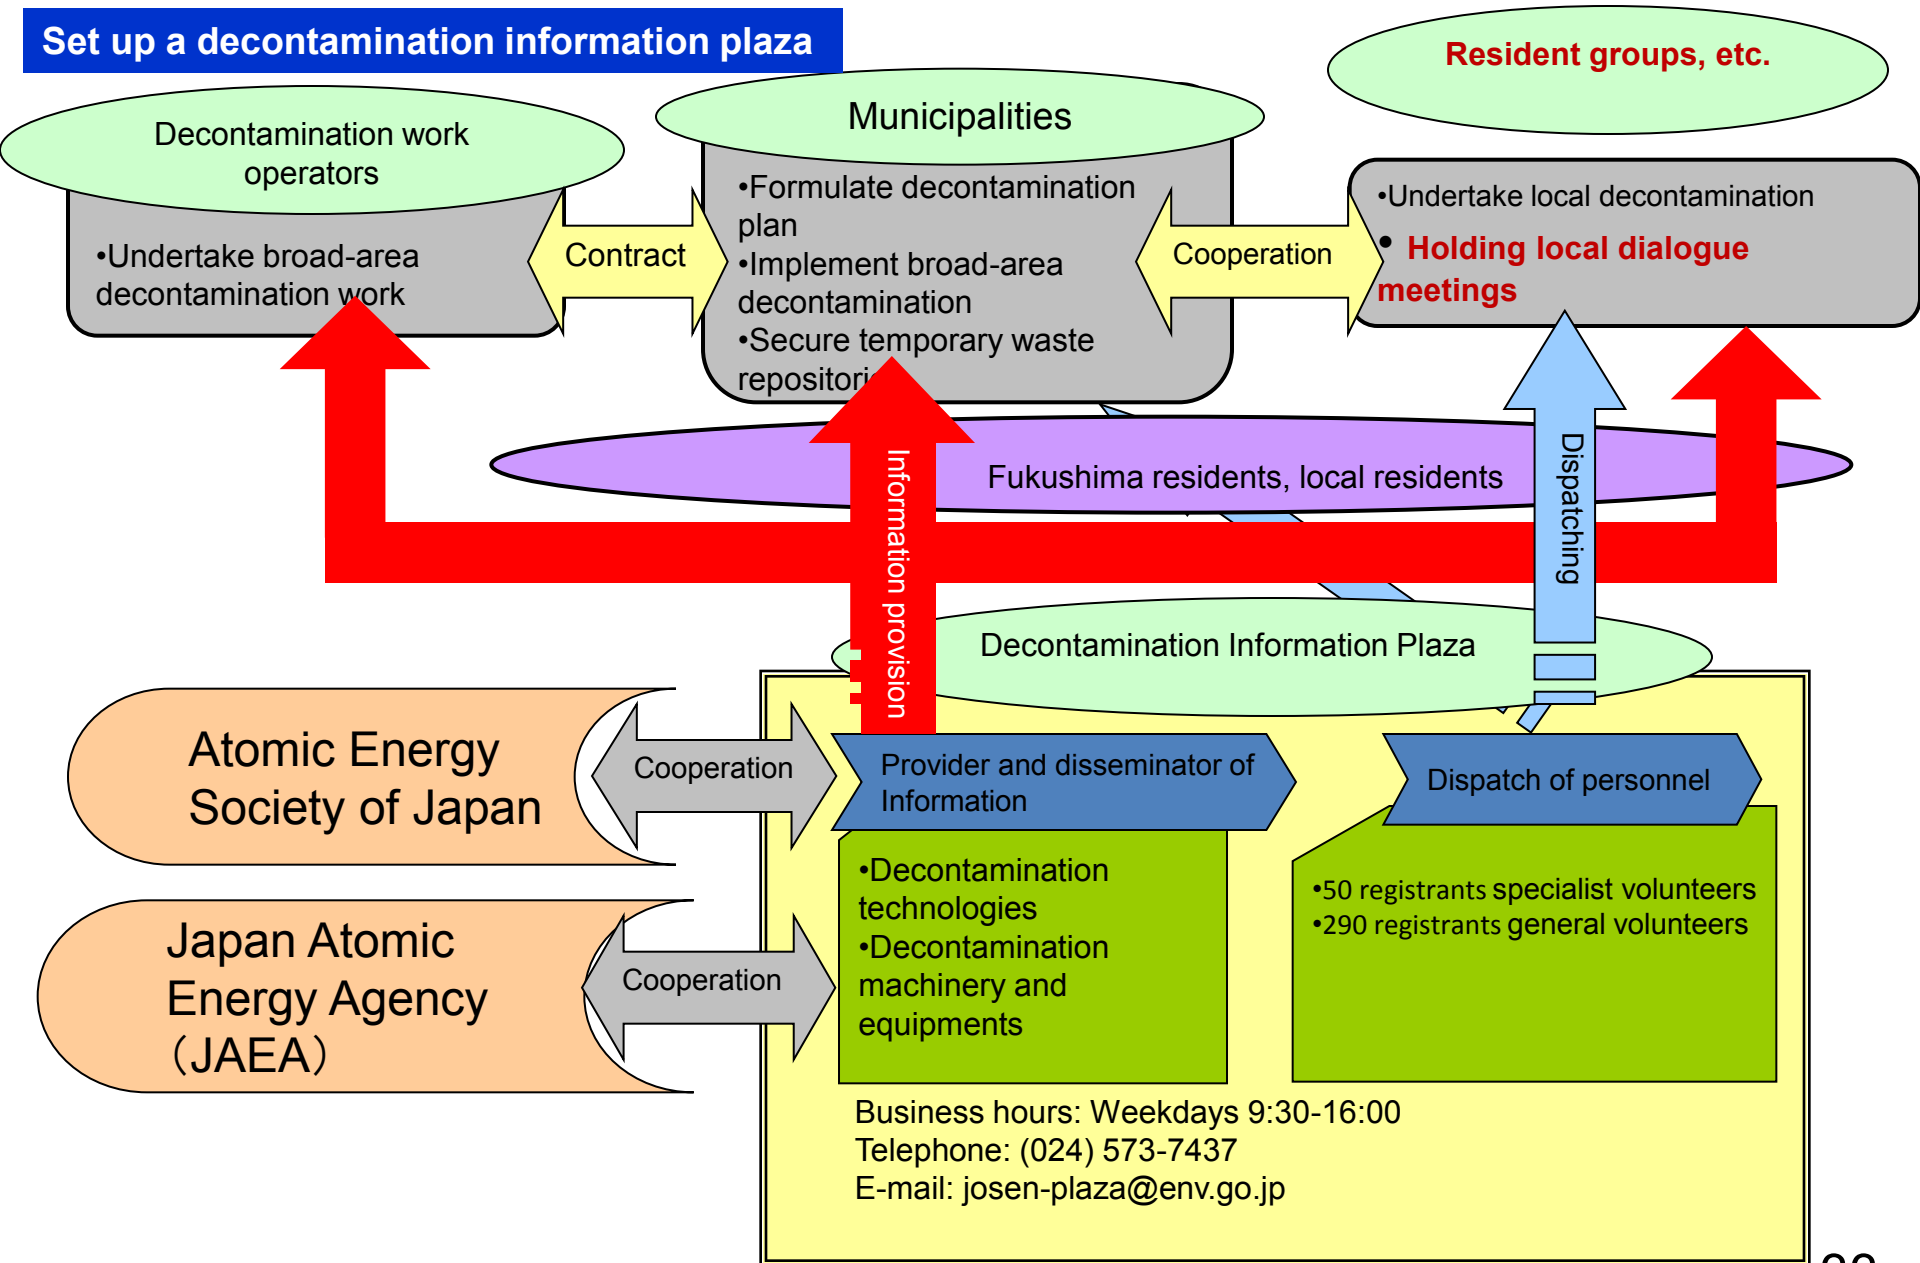 Set up a decontamination information plaza
Resident groups, etc.
Decontamination work
operators
Municipalities
•Undertake broad-area
decontamination work
Contract
•Formulate decontamination
plan
•Implement broad-area
decontamination
•Secure temporary waste
Cooperation
•Undertake local decontamination
• Holding local dialogue
meetings
Fukushima residents, local residents
Information provision
Dispatching
Decontamination Information Plaza
Atomic Energy
Society of Japan
Cooperation
Provider and disseminator of
Information
Dispatch of personnel
•Decontamination
technologies
•Decontamination
machinery and
equipments
•50 registrants specialist volunteers
•290 registrants general volunteers
Japan Atomic
Energy Agency
（JAEA）
Cooperation
Business hours: Weekdays 9:30-16:00
Telephone: (024) 573-7437
E-mail: josen-plaza@env.go.jp